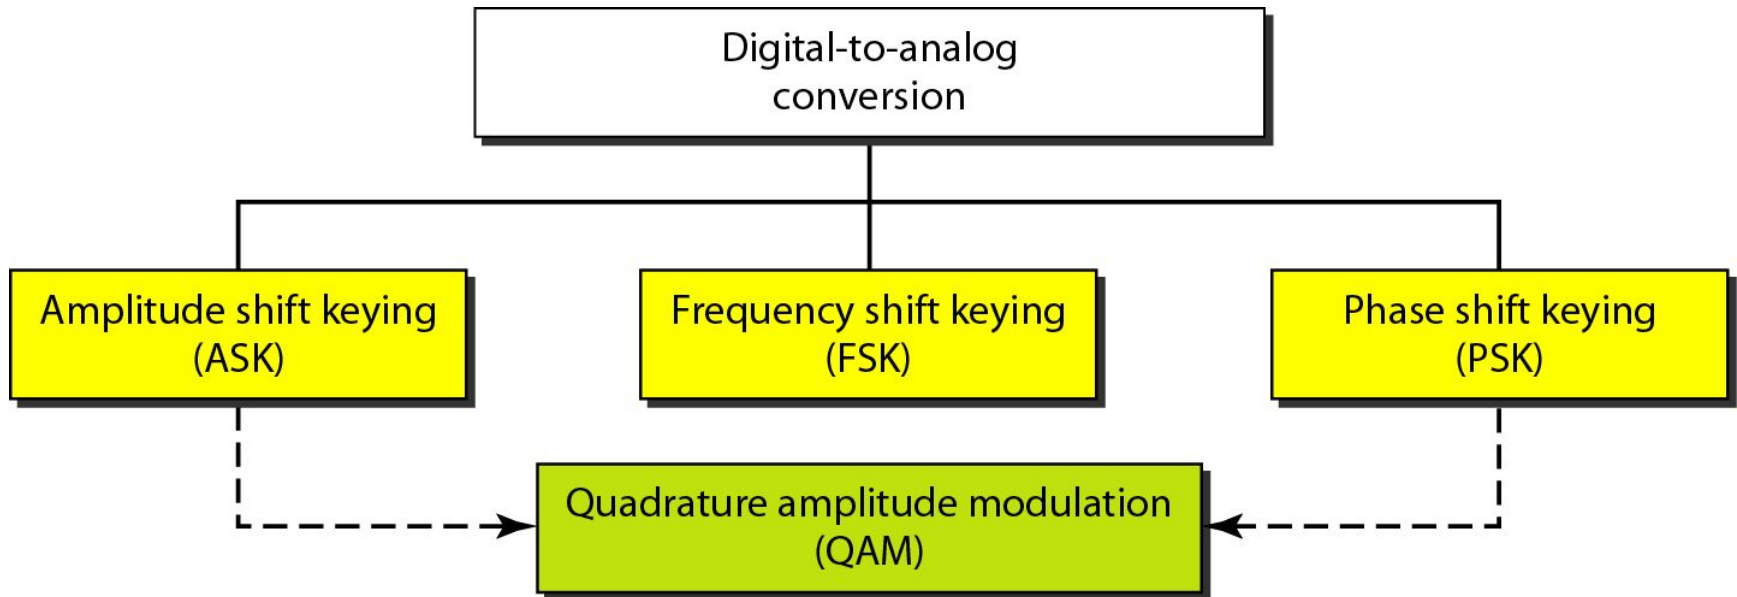 Digital-to-analog
conversion
Amplitude shift keying
(ASK)
Frequency shift keying
(FSK)
Phase shift keying
(PSK)
Quadrature amplitude modulation
(QAM)